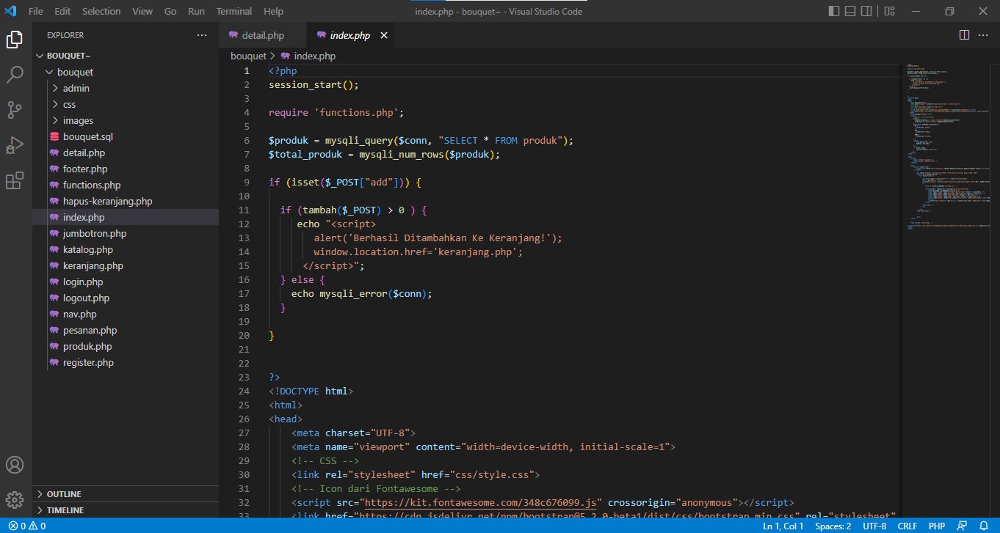 File Edit Selection View Go Run Terminal Help
index.php - bouquet~ - Visual Studio Code
EXPLORER
BOUQUET~
bouquet
admin
css
images
bouquet.sql
detail.php
footer.php
functions.php
hapus-keranjang.php
index.php
jumbotron.php
katalog.php
keranjang.php
login.php
logout.php
nav.php
pesanan.php
produk.php
register.php
OUTLINE
TIMELINE
detail.php index.php
bouquet > index.php
1 <?php
2 session_start();
3
4 require 'functions.php';
5
6 $produk = mysqli_query($conn, "SELECT * FROM produk");
7 $total_produk = mysqli_num_rows($produk);
8
9 if (isset($_POST["add"])) {
10
11 if (tambah($_POST) > 0 ) {
12 echo "<script>
13 alert('Berhasil Ditambahkan Ke Keranjang!');
14 window.location.href='keranjang.php';
15 </script>";
16 } else {
17 echo mysqli_error($conn);
18 }
19
20 }
21
22
23 ?>
24 <!DOCTYPE html>
25 <html>
26 <head>
27 <meta charset="UTF-8">
28 <meta name="viewport" content="width=device-width, initial-scale=1">
29 <!-- CSS -->
30 <link rel="stylesheet" href="css/style.css">
31 <!-- Icon dari Fontawesome -->
32 <script src="https://kit.fontawesome.com/348c676099.js" crossorigin="anonymous"></script>
33 <link href="https://cdn.jsdelivr.net/npm/bootstrap@5.2.0-beta1/dist/css/bootstrap.min.css" rel="stylesheet"
0 0
Ln 1, Col 1 Spaces: 2 UTF-8 CRLF PHP